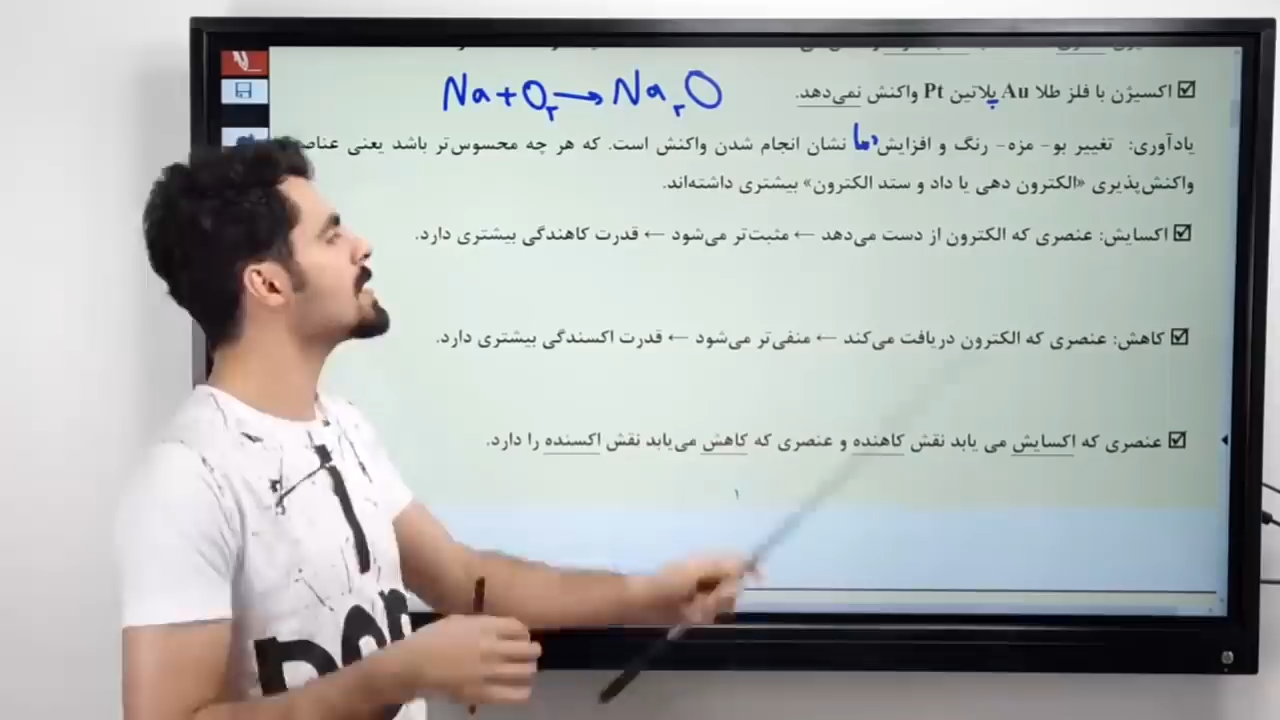 ☑ اکسیژن با فلز طلا Au پلاتین Pt واکنش نمی‌دهد.
Na + O۲ → Na۲O
یادآوری: تغییر بو- مزه- رنگ و افزایش دما نشان انجام شدن واکنش است. که هر چه محسوس‌تر باشد یعنی
واکنش‌پذیری «الکترون دهی یا داد و ستد الکترون» بیشتری داشته‌اند.
☑ اکسایش: عنصری که الکترون از دست می‌دهد ← مثبت‌تر می‌شود ← قدرت کاهندگی بیشتری دارد.
☑ کاهش: عنصری که الکترون دریافت می‌کند ← منفی‌تر می‌شود ← قدرت اکسندگی بیشتری دارد.
☑ عنصری که اکسایش می یابد نقش کاهنده و عنصری که کاهش می‌یابد نقش اکسنده را دارد.
۱